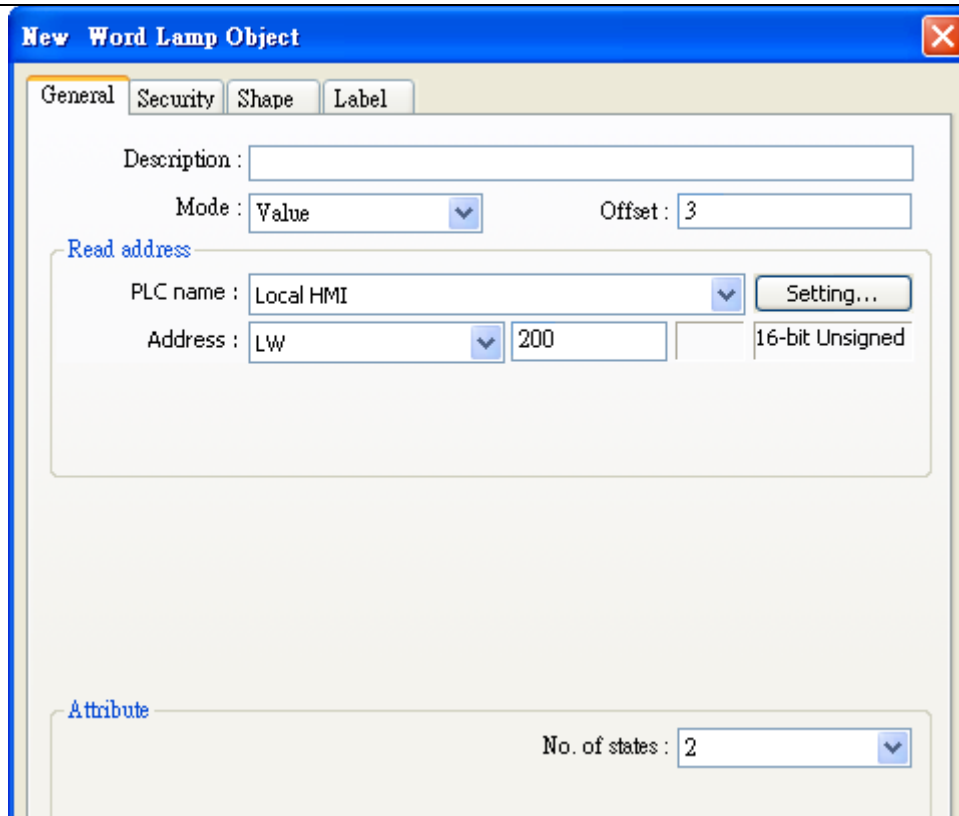 New Word Lamp Object
General Security Shape Label
Description :
Mode : Value Offset : 3
Read address
PLC name : Local HMI Setting...
Address : LW 200 16-bit Unsigned
Attribute
No. of states : 2